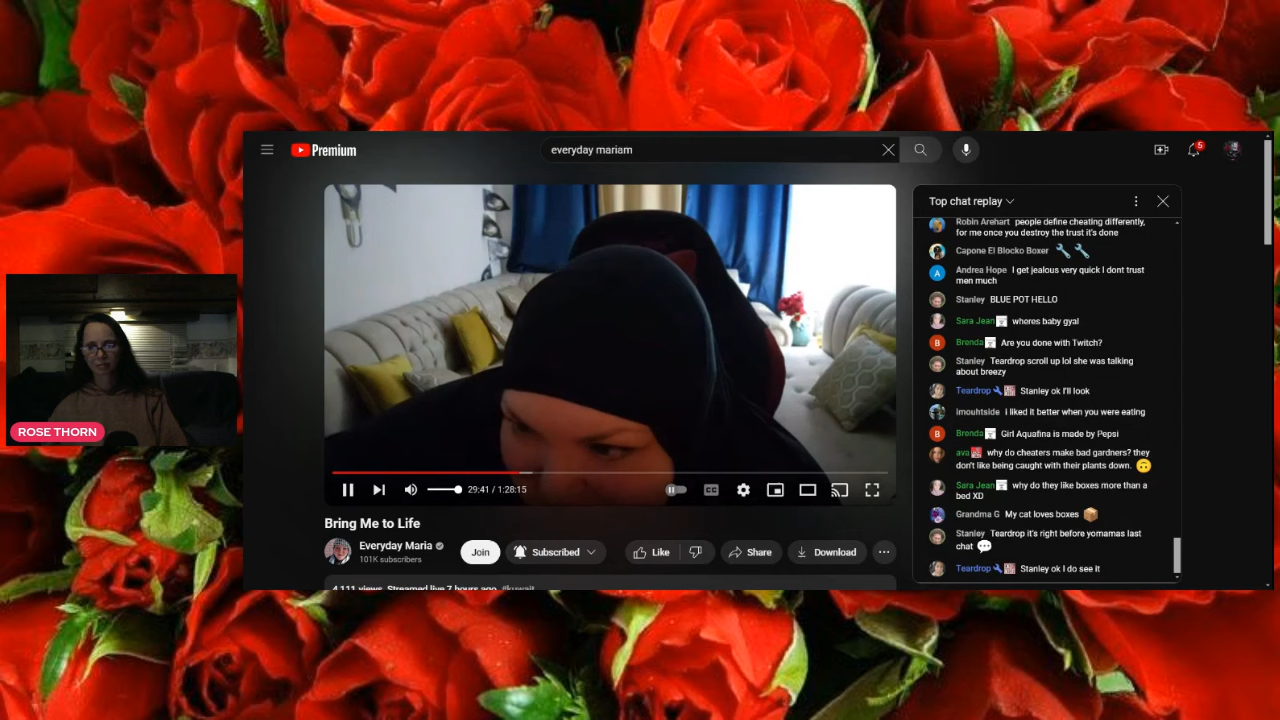 Premium
everyday mariam
5
Top chat replay
Robin Arehart people define cheating differently,
for me once you destroy the trust it's done
Capone El Blocko Boxer
A
Andrea Hope I get jealous very quick I dont trust
men much
Stanley BLUE POT HELLO
Sara Jean wheres baby gyal
B
Brenda Are you done with Twitch?
Stanley Teardrop scroll up lol she was talking
about breezy
Teardrop Stanley ok I'll look
imouhtside i liked it better when you were eating
B
Brenda Girl Aquafina is made by Pepsi
ava why do cheaters make bad gardners? they
don't like being caught with their plants down.
Sara Jean why do they like boxes more than a
bed XD
Grandma G My cat loves boxes
Stanley Teardrop it's right before yomamas last
chat
Teardrop Stanley ok I do see it
ROSE THORN
29:41 / 1:28:15
CC
Bring Me to Life
Everyday Maria
101K subscribers
Join
Subscribed
Like
Share
Download
4,111 views Streamed live 7 hours ago #kuwait